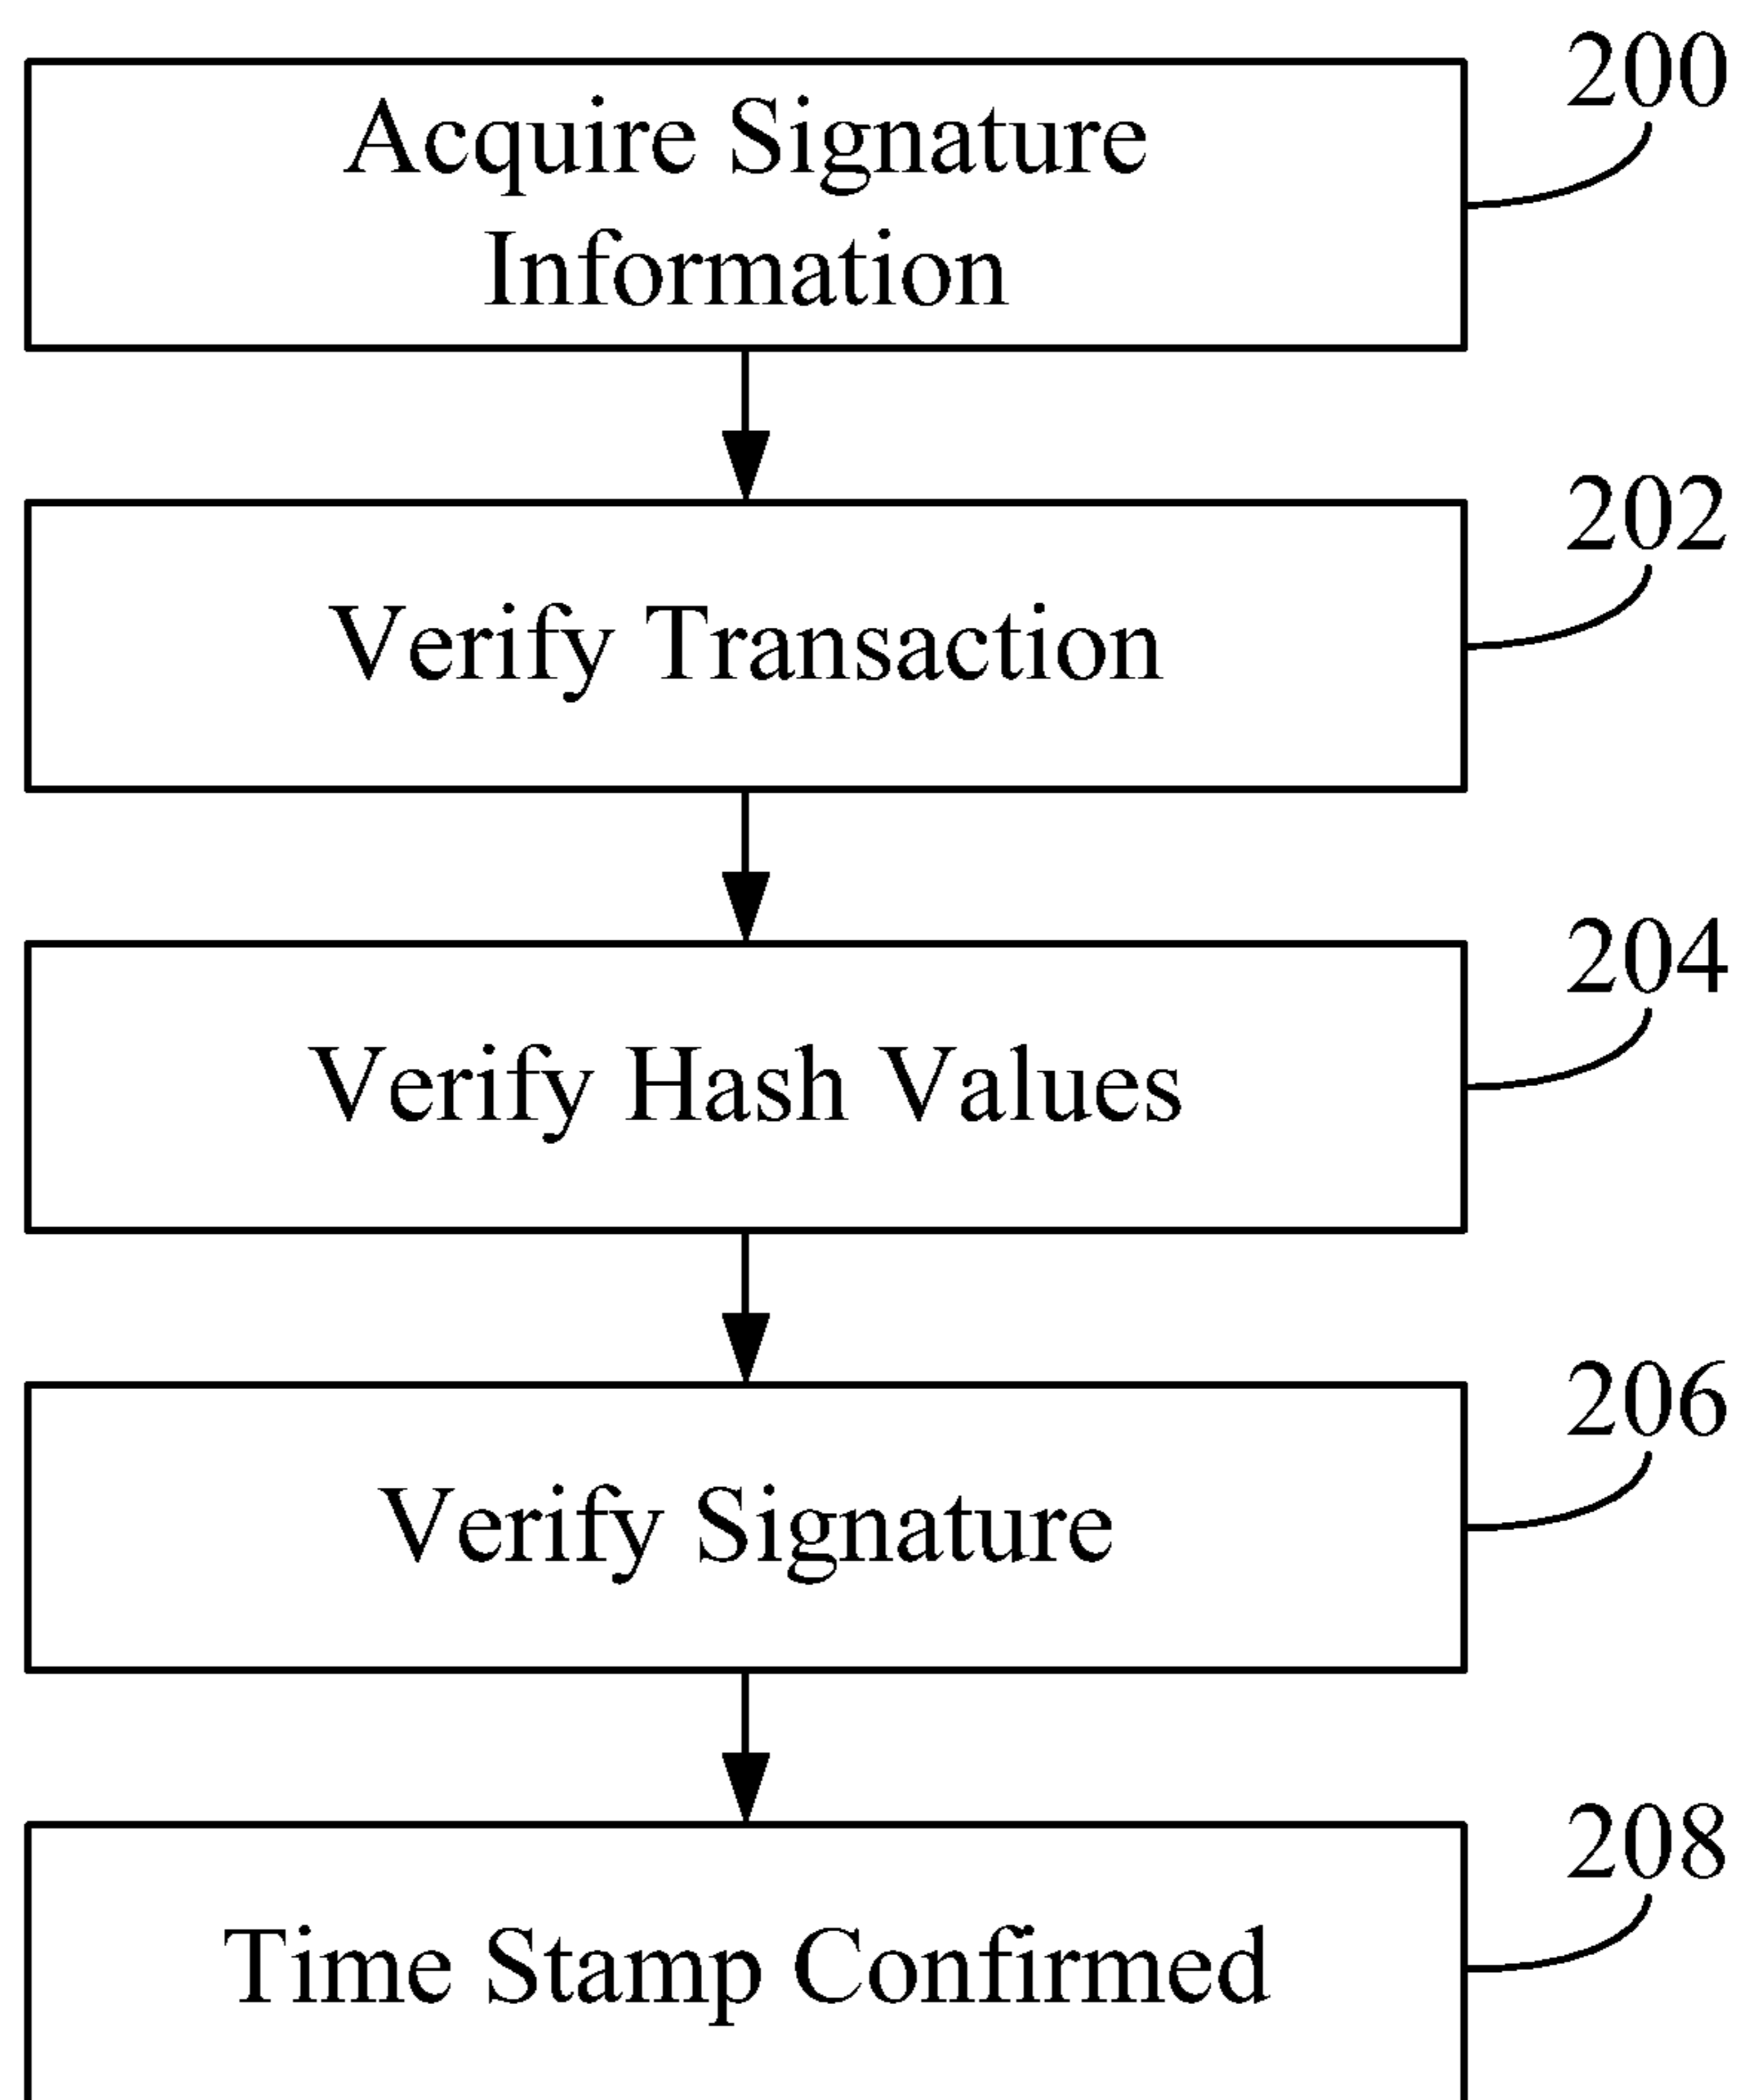 200
Acquire Signature
Information
202
Verify Transaction
204
Verify Hash Values
206
Verify Signature
208
Time Stamp Confirmed